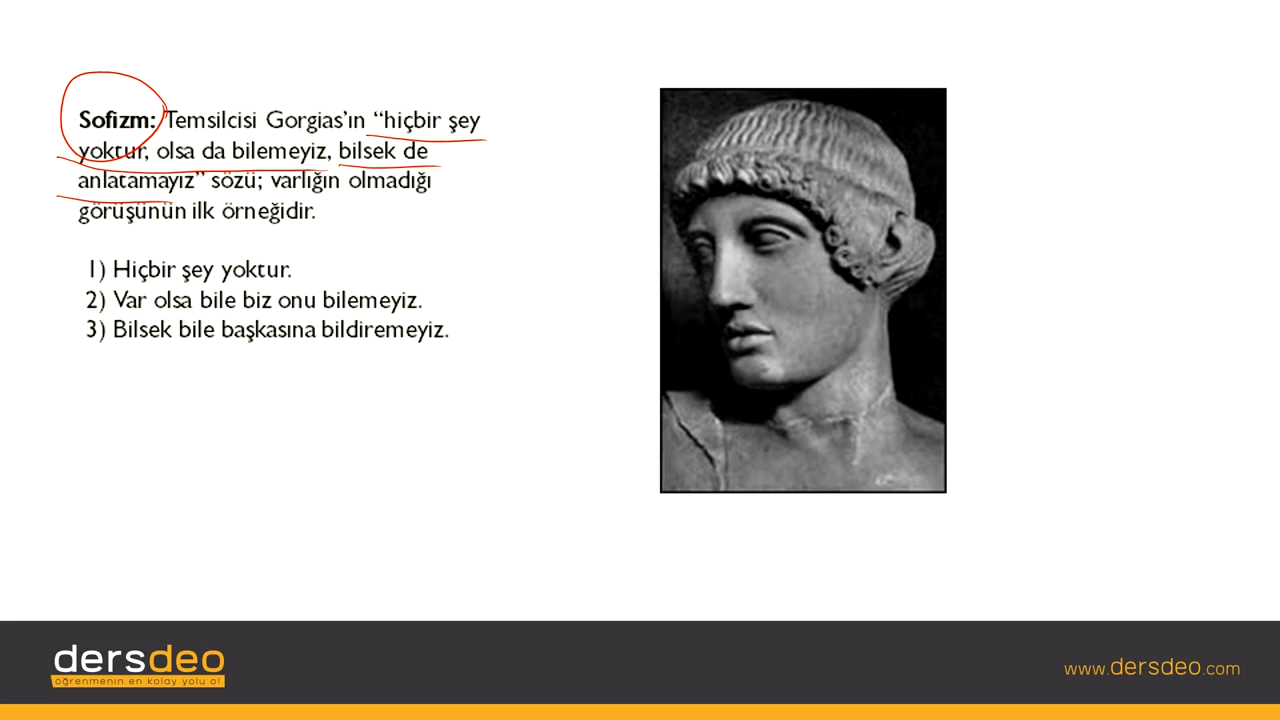 Sofizm: Temsilcisi Gorgias'ın “hiçbir şey
yoktur, olsa da bilemeyiz, bilsek de
anlatamayız” sözü; varlığın olmadığı
görüşünün ilk örneğidir.
1) Hiçbir şey yoktur.
2) Var olsa bile biz onu bilemeyiz.
3) Bilsek bile başkasına bildiremeyiz.
dersdeo
öğrenmenin en kolay yolu o!
www.dersdeo.com